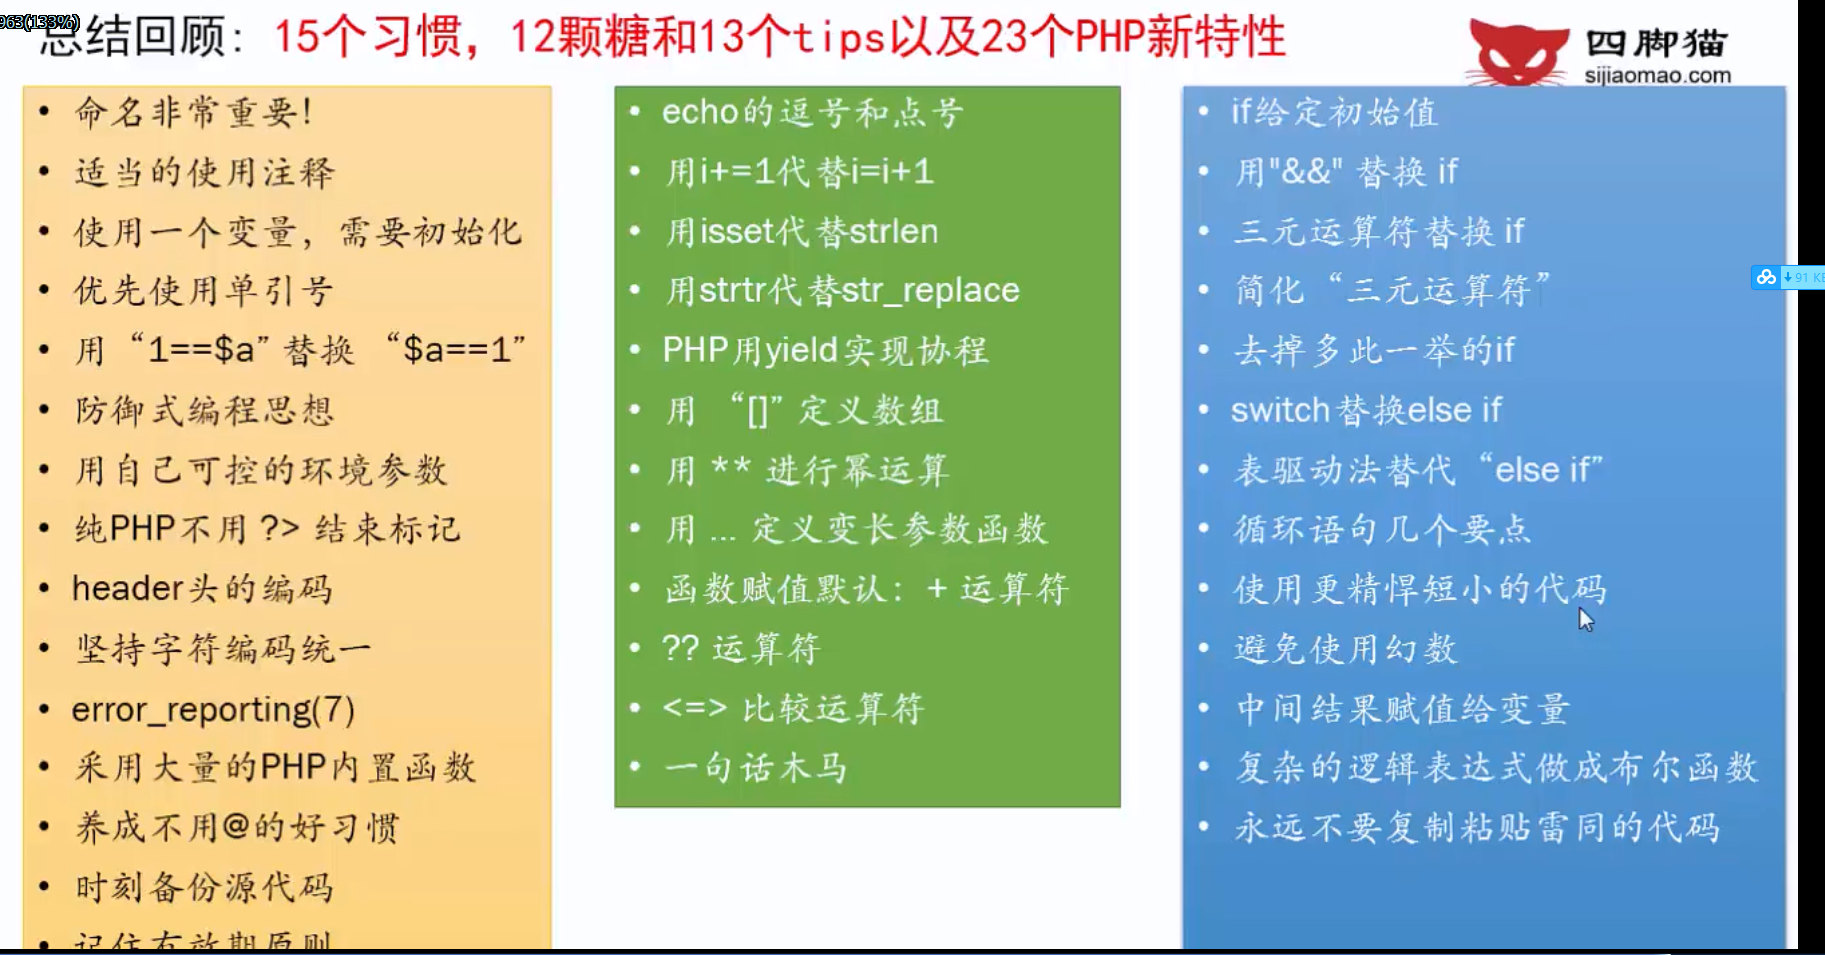 963(133%)
总结回顾：15个习惯，12颗糖和13个tips以及23个PHP新特性
四脚猫
sijiaomao.com
• 命名非常重要！
• 适当的使用注释
• 使用一个变量，需要初始化
• 优先使用单引号
• 用“1==$a”替换“$a==1”
• 防御式编程思想
• 用自己可控的环境参数
• 纯PHP不用 ?> 结束标记
• header头的编码
• 坚持字符编码统一
• error_reporting(7)
• 采用大量的PHP内置函数
• 养成不用@的好习惯
• 时刻备份源代码
• 记住有效期原则
• echo的逗号和点号
• 用i+=1代替i=i+1
• 用isset代替strlen
• 用strtr代替str_replace
• PHP用yield实现协程
• 用 “[]”定义数组
• 用 ** 进行幂运算
• 用 ... 定义变长参数函数
• 函数赋值默认：+ 运算符
• ?? 运算符
• <=> 比较运算符
• 一句话木马
• if给定初始值
• 用"&&" 替换 if
• 三元运算符替换 if
• 简化“三元运算符”
• 去掉多此一举的if
• switch替换else if
• 表驱动法替代“else if”
• 循环语句几个要点
• 使用更精悍短小的代码
• 避免使用幻数
• 中间结果赋值给变量
• 复杂的逻辑表达式做成布尔函数
• 永远不要复制粘贴雷同的代码
91 KB